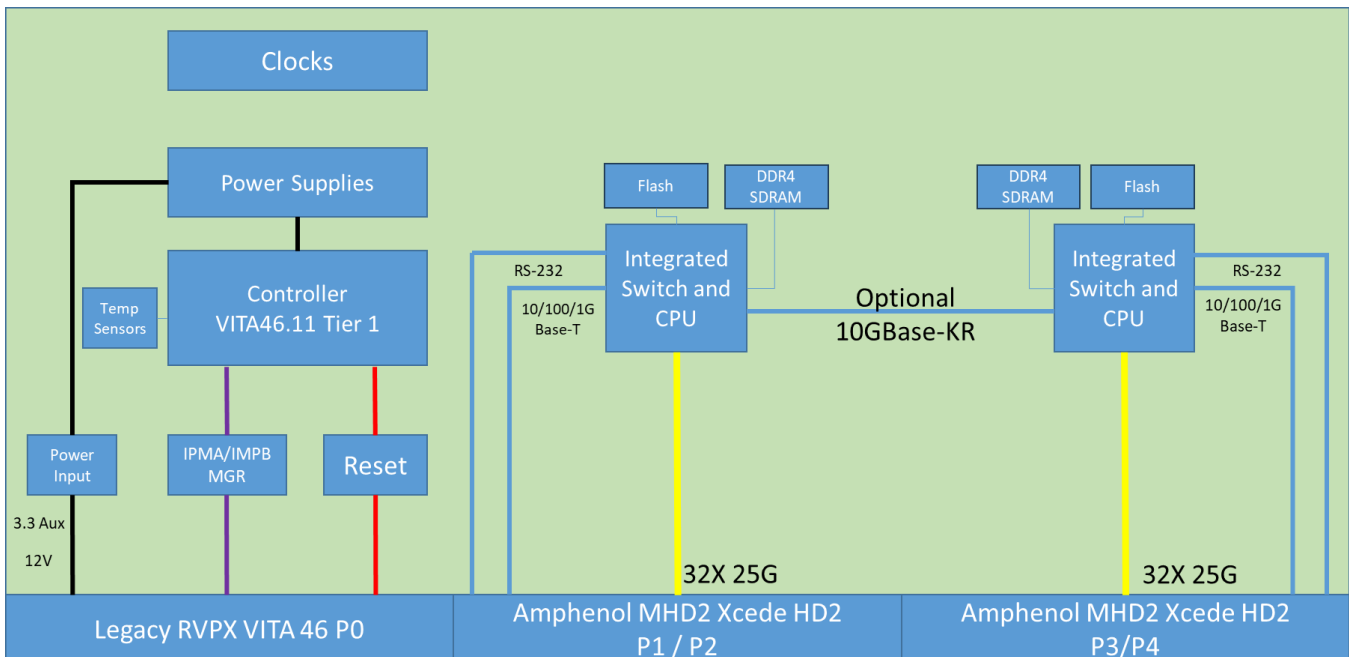 Clocks
Power Supplies
Controller
VITA46.11 Tier 1
Temp
Sensors
Power
Input
IPMA/IMPB
MGR
Reset
3.3 Aux
12V
Legacy RVPX VITA 46 P0
Flash
DDR4
SDRAM
Integrated
Switch and
CPU
RS-232
10/100/1G
Base-T
Optional
10GBase-KR
32X 25G
Amphenol MHD2 Xcede HD2
P1 / P2
DDR4
SDRAM
Flash
Integrated
Switch and
CPU
RS-232
10/100/1G
Base-T
32X 25G
Amphenol MHD2 Xcede HD2
P3/P4